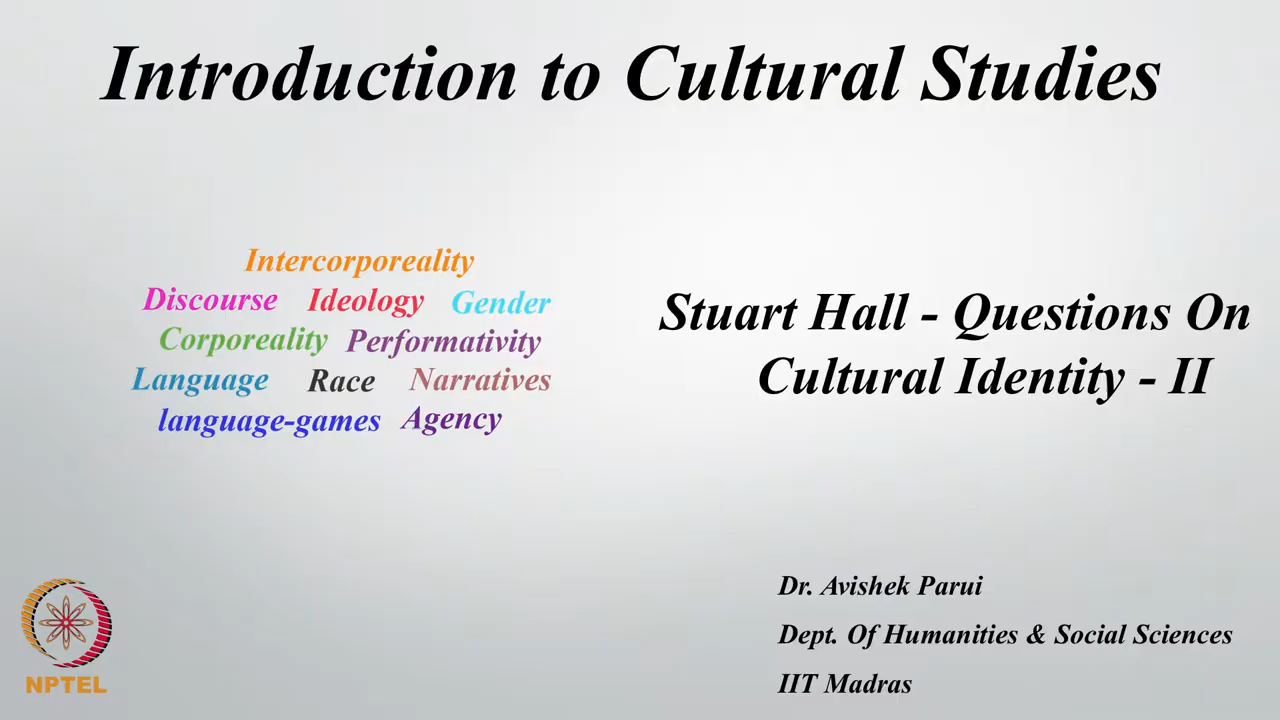 Introduction to Cultural Studies
Intercorporeality
Discourse Ideology Gender
Corporeality Performativity
Language Race Narratives
language-games Agency
Stuart Hall - Questions On
Cultural Identity - II
Dr. Avishek Parui
Dept. Of Humanities & Social Sciences
IIT Madras
NPTEL